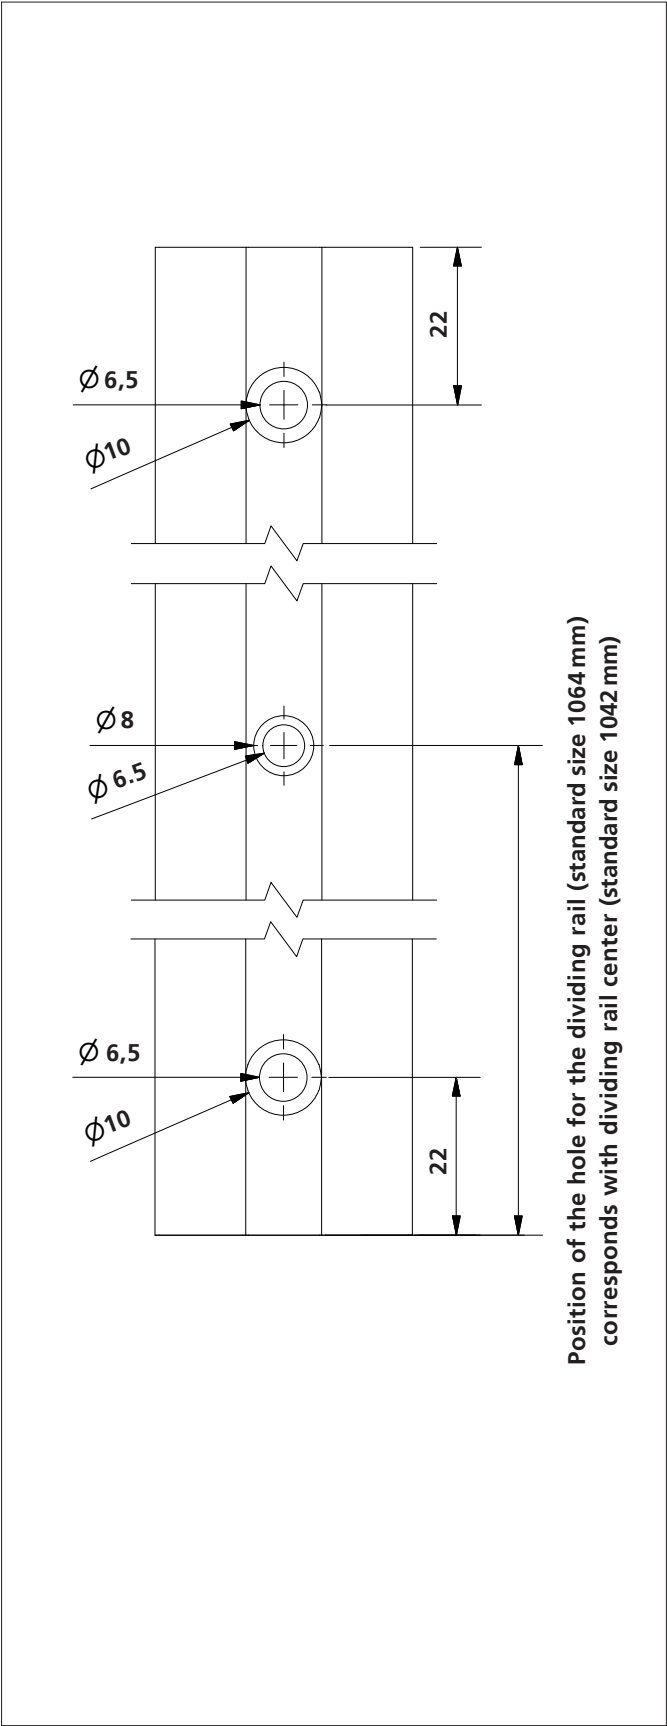 22
Ø 6,5
Ø10
Ø 8
Ø 6.5
Ø 6,5
Ø10
22
Position of the hole for the dividing rail (standard size 1064 mm)
corresponds with dividing rail center (standard size 1042 mm)